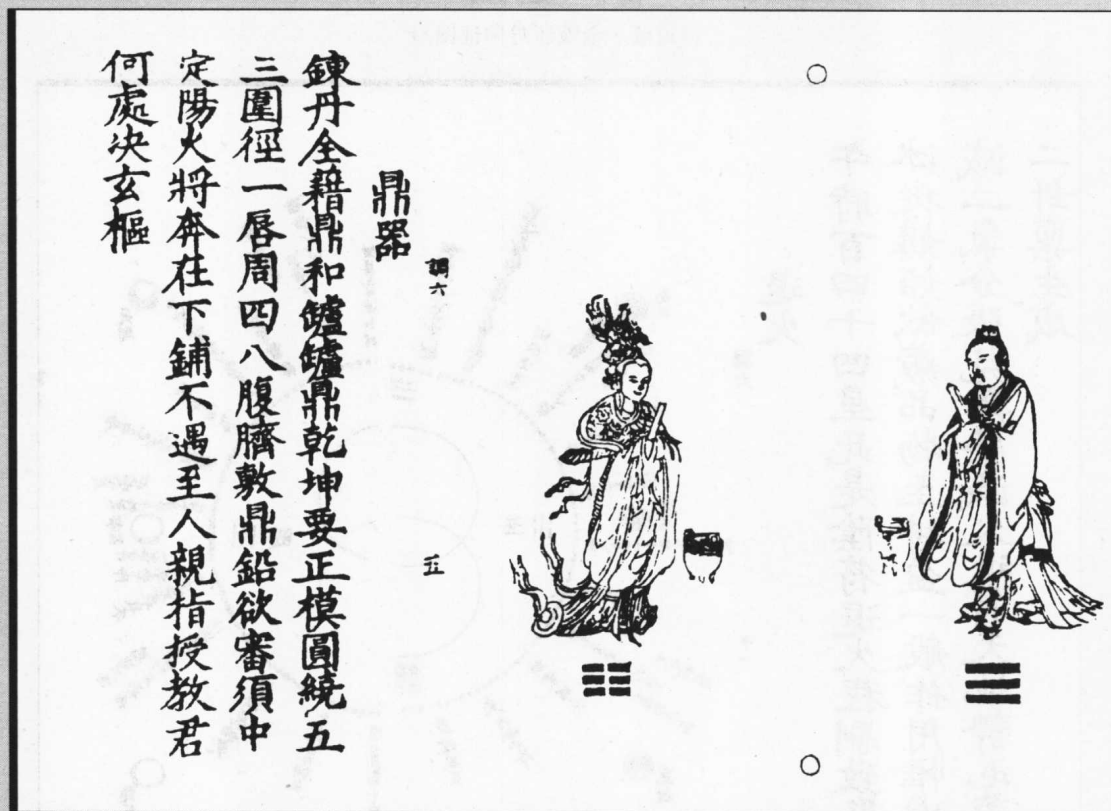 調六
五
鼎器
鍊丹全藉鼎和鑪鑪鼎乾坤要正模圓繞五
三圍徑一唇周四八腹臍敷鼎鉛欲審須中
定陽火將奔在下鋪不遇至人親指授教君
何處決玄樞